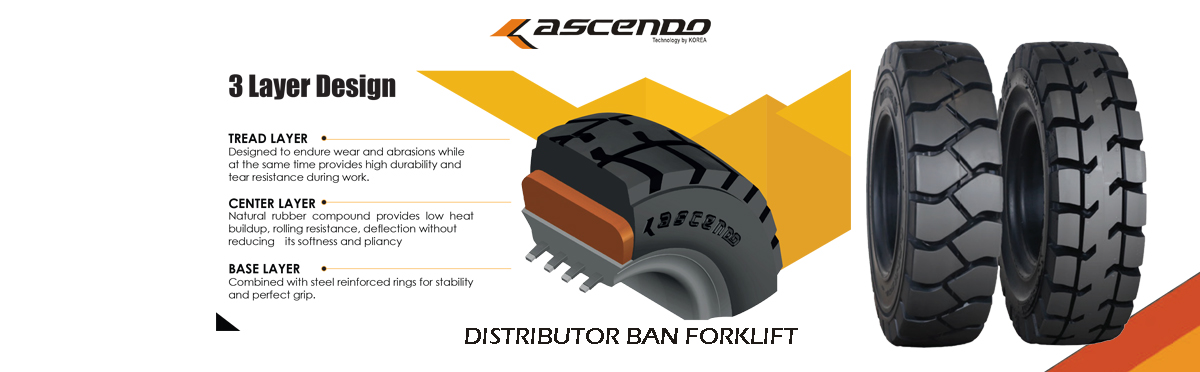 ascendo
Technology by KOREA
3 Layer Design
TREAD LAYER
Designed to endure wear and abrasions while
at the same time provides high durability and
tear resistance during work.
CENTER LAYER
Natural rubber compound provides low heat
buildup, rolling resistance, deflection without
reducing its softness and pliancy
BASE LAYER
Combined with steel reinforced rings for stability
and perfect grip.
ascendo
DISTRIBUTOR BAN FORKLIFT